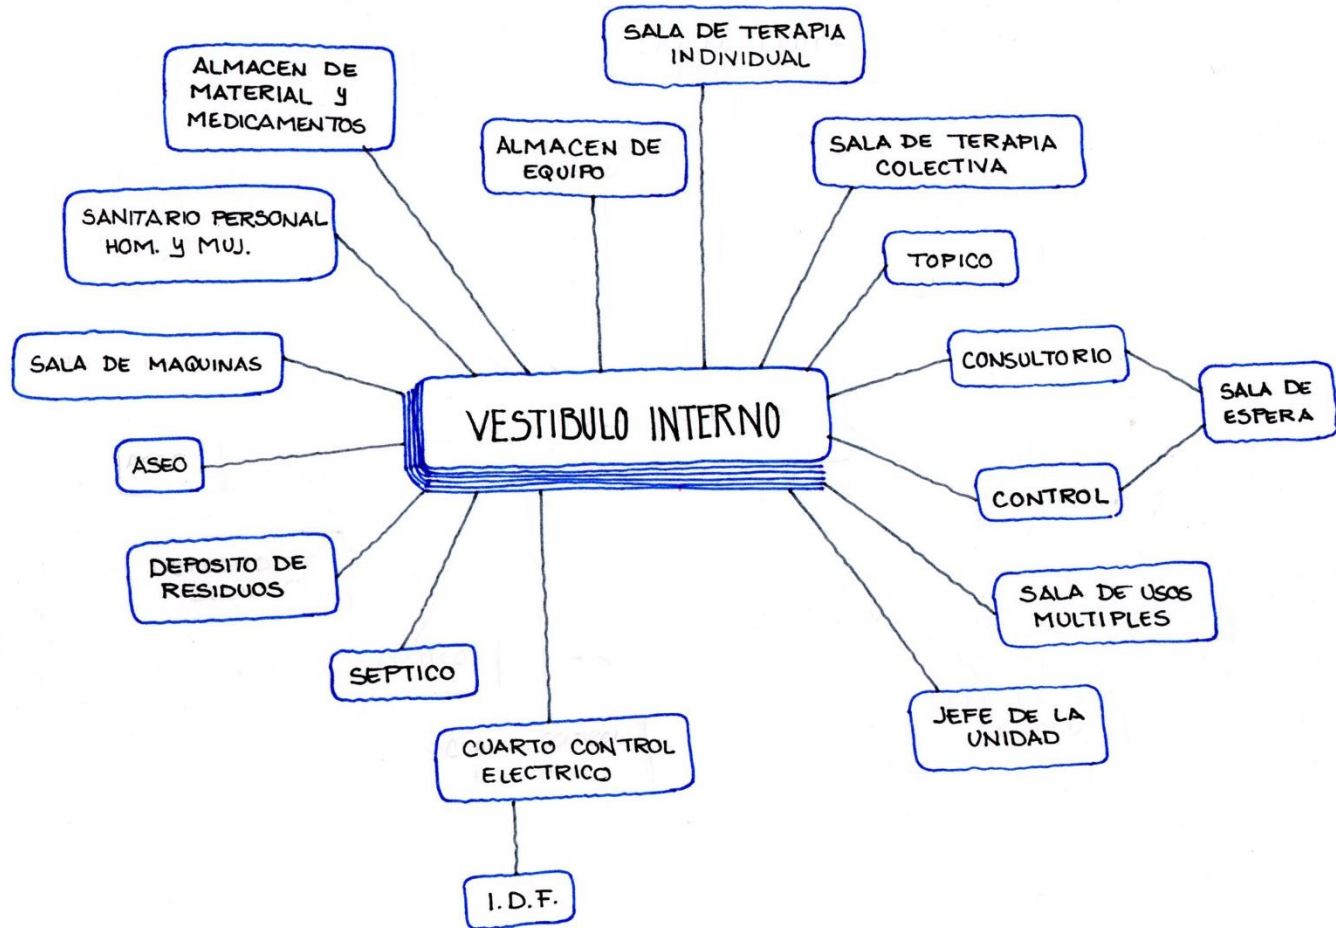 SALA DE TERAPIA
INDIVIDUAL
ALMACEN DE
MATERIAL Y
MEDICAMENTOS
ALMACEN DE
EQUIPO
SALA DE TERAPIA
COLECTIVA
SANITARIO PERSONAL
HOM. Y MUJ.
TOPICO
SALA DE MAQUINAS
CONSULTORIO
SALA DE
ESPERA
VESTIBULO INTERNO
ASEO
CONTROL
DEPOSITO DE
RESIDUOS
SALA DE USOS
MULTIPLES
SEPTICO
JEFE DE LA
UNIDAD
CUARTO CONTROL
ELECTRICO
I.D.F.